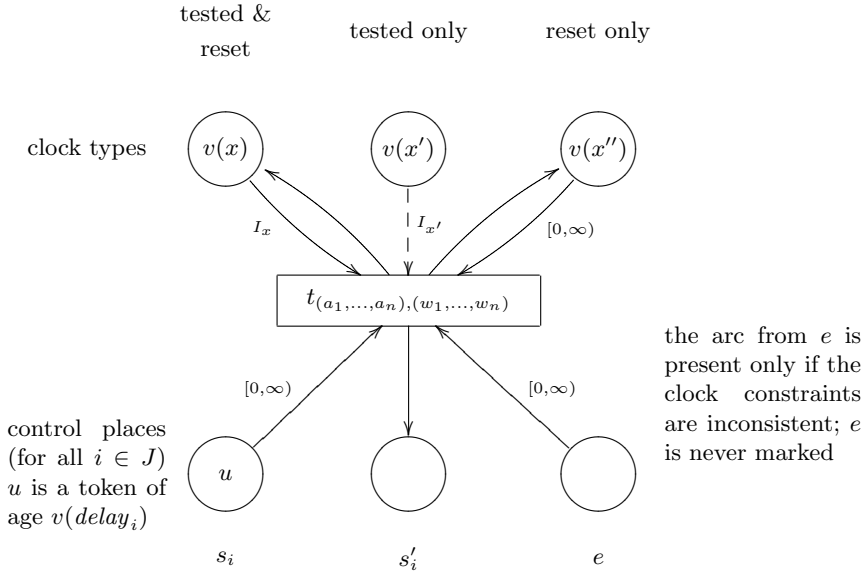 tested &
reset
tested only
reset only
clock types
v(x)
v(x′)
v(x″)
I_x
I_{x′}
[0,∞)
t_{(a_1,...,a_n),(w_1,...,w_n)}
[0,∞)
[0,∞)
the arc from e is
present only if the
clock constraints
are inconsistent; e
is never marked
control places
(for all i ∈ J)
u is a token of
age v(delay_i)
u
s_i
s′_i
e